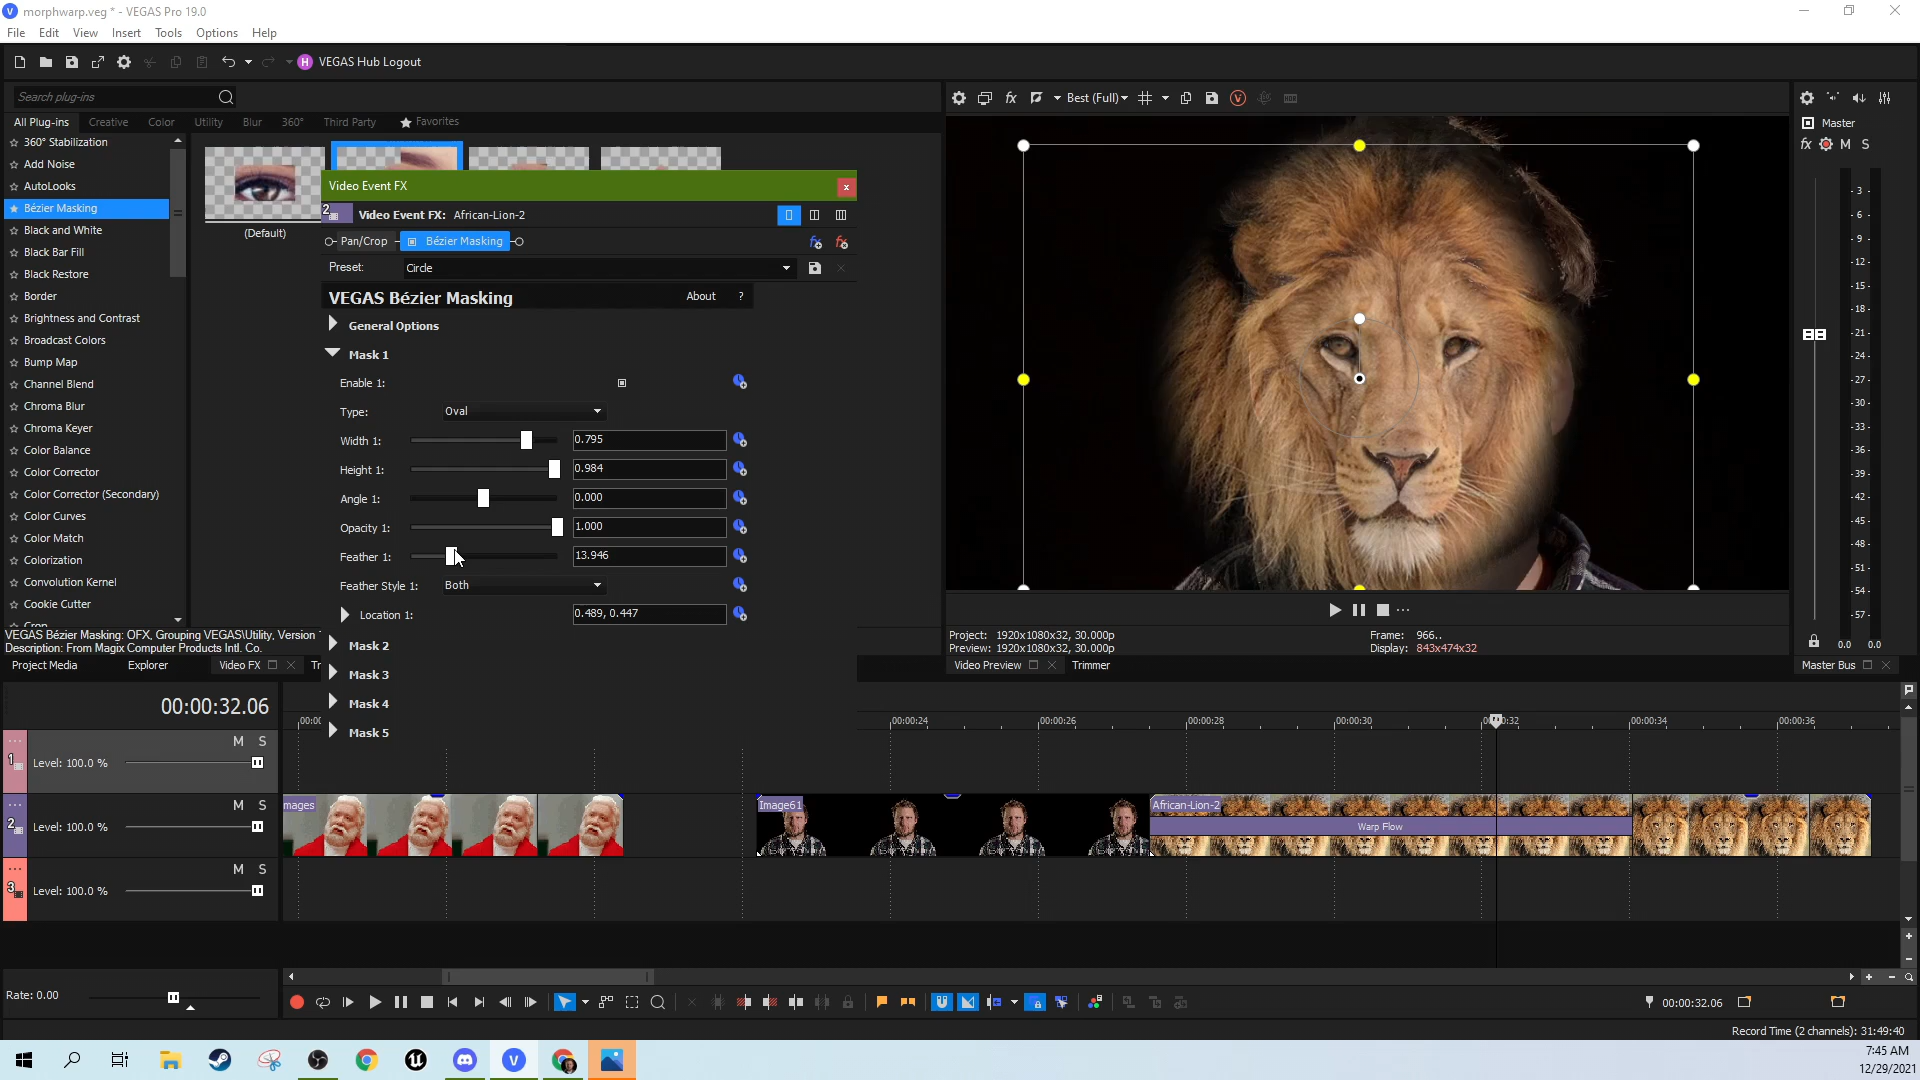 morphwarp.veg * - VEGAS Pro 19.0
File Edit View Insert Tools Options Help
VEGAS Hub Logout
Search plug-ins
All Plug-ins Creative Color Utility Blur 360° Third Party Favorites
360° Stabilization
Add Noise
AutoLooks
Bézier Masking
Black and White
Black Bar Fill
Black Restore
Border
Brightness and Contrast
Broadcast Colors
Bump Map
Channel Blend
Chroma Blur
Chroma Keyer
Color Balance
Color Corrector
Color Corrector (Secondary)
Color Curves
Color Match
Colorization
Convolution Kernel
Cookie Cutter
Crop
(Default)
VEGAS Bézier Masking: OFX, Grouping VEGAS\Utility, Version
Description: From Magix Computer Products Intl. Co.
Project Media Explorer Video FX
Video Event FX
2 Video Event FX: African-Lion-2
Pan/Crop Bézier Masking
Preset: Circle
VEGAS Bézier Masking About ?
General Options
Mask 1
Enable 1:
Type: Oval
Width 1: 0.795
Height 1: 0.984
Angle 1: 0.000
Opacity 1: 1.000
Feather 1: 13.946
Feather Style 1: Both
Location 1: 0.489, 0.447
Mask 2
Mask 3
Mask 4
Mask 5
fx Best (Full)
Project: 1920x1080x32, 30.000p
Preview: 1920x1080x32, 30.000p
Frame: 966..
Display: 843x474x32
Video Preview Trimmer
Master
fx M S
- 3 -
- 6 -
- 9 -
-12 -
-15 -
-18 -
-21 -
-24 -
-27 -
-30 -
-33 -
-36 -
-39 -
-42 -
-45 -
-48 -
-51 -
-54 -
-57 -
0.0 0.0
Master Bus
00:00:32.06
00:00:24 00:00:26 00:00:28 00:00:30 00:00:34 00:00:36
1 M S
Level: 100.0 %
2 M S
Level: 100.0 %
3 M S
Level: 100.0 %
mages
Image61
African-Lion-2
Warp Flow
Rate: 0.00
00:00:32.06
Record Time (2 channels): 31:49:40
7:45 AM
12/29/2021